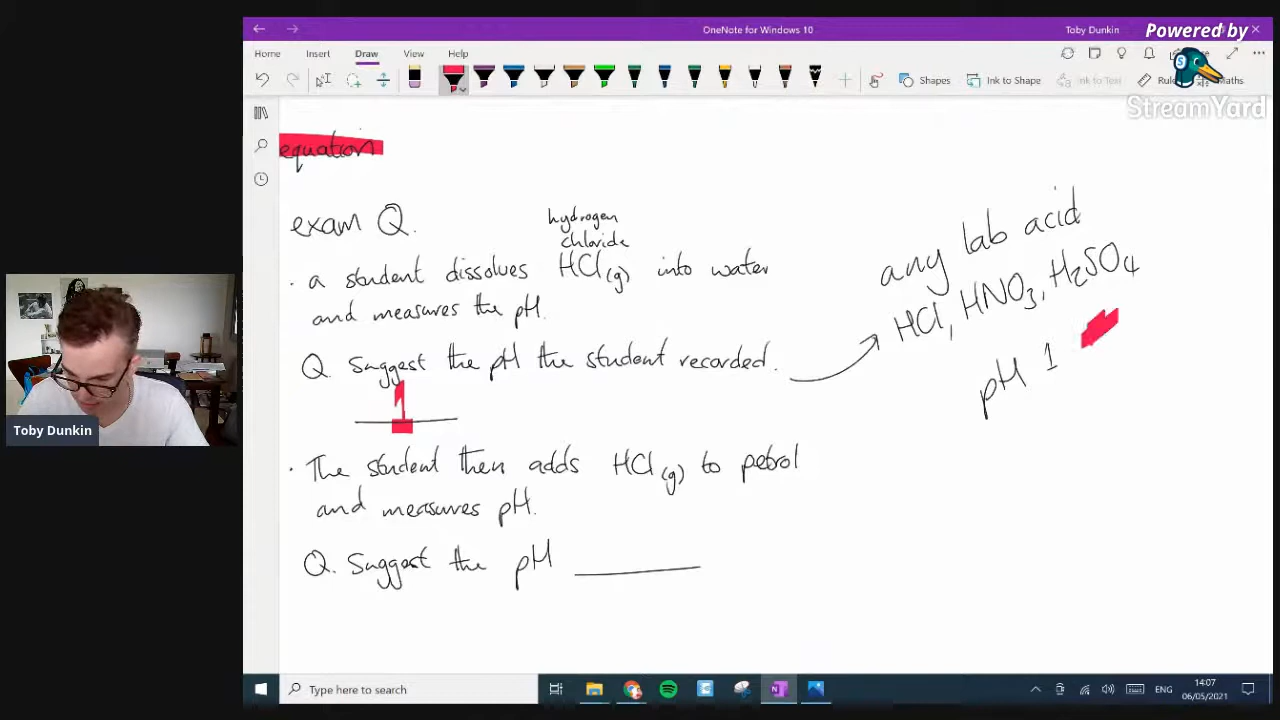 OneNote for Windows 10
Toby Dunkin
Powered by
StreamYard
Home Insert Draw View Help
Shapes Ink to Shape Ink to Text Maths
equation
exam Q.
hydrogen
chloride
· a student dissolves HCl(g) into water
and measures the pH.
Q. Suggest the pH the student recorded.
1
any lab acid
HCl, HNO3, H2SO4
pH 1
· The student then adds HCl(g) to petrol
and measures pH.
Q. Suggest the pH
Toby Dunkin
Type here to search
ENG
14:07
06/05/2021